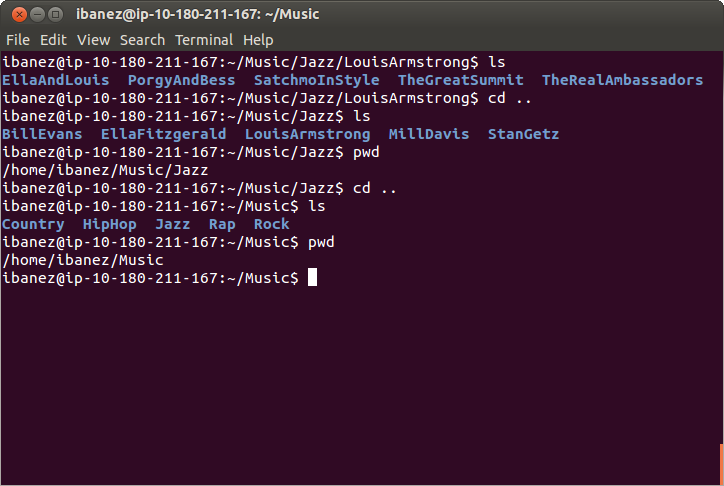 ibanez@ip-10-180-211-167: ~/Music
File Edit View Search Terminal Help
ibanez@ip-10-180-211-167:~/Music/Jazz/LouisArmstrong$ ls
EllaAndLouis PorgyAndBess SatchmoInStyle TheGreatSummit TheRealAmbassadors
ibanez@ip-10-180-211-167:~/Music/Jazz/LouisArmstrong$ cd ..
ibanez@ip-10-180-211-167:~/Music/Jazz$ ls
BillEvans EllaFitzgerald LouisArmstrong MillDavis StanGetz
ibanez@ip-10-180-211-167:~/Music/Jazz$ pwd
/home/ibanez/Music/Jazz
ibanez@ip-10-180-211-167:~/Music/Jazz$ cd ..
ibanez@ip-10-180-211-167:~/Music$ ls
Country HipHop Jazz Rap Rock
ibanez@ip-10-180-211-167:~/Music$ pwd
/home/ibanez/Music
ibanez@ip-10-180-211-167:~/Music$